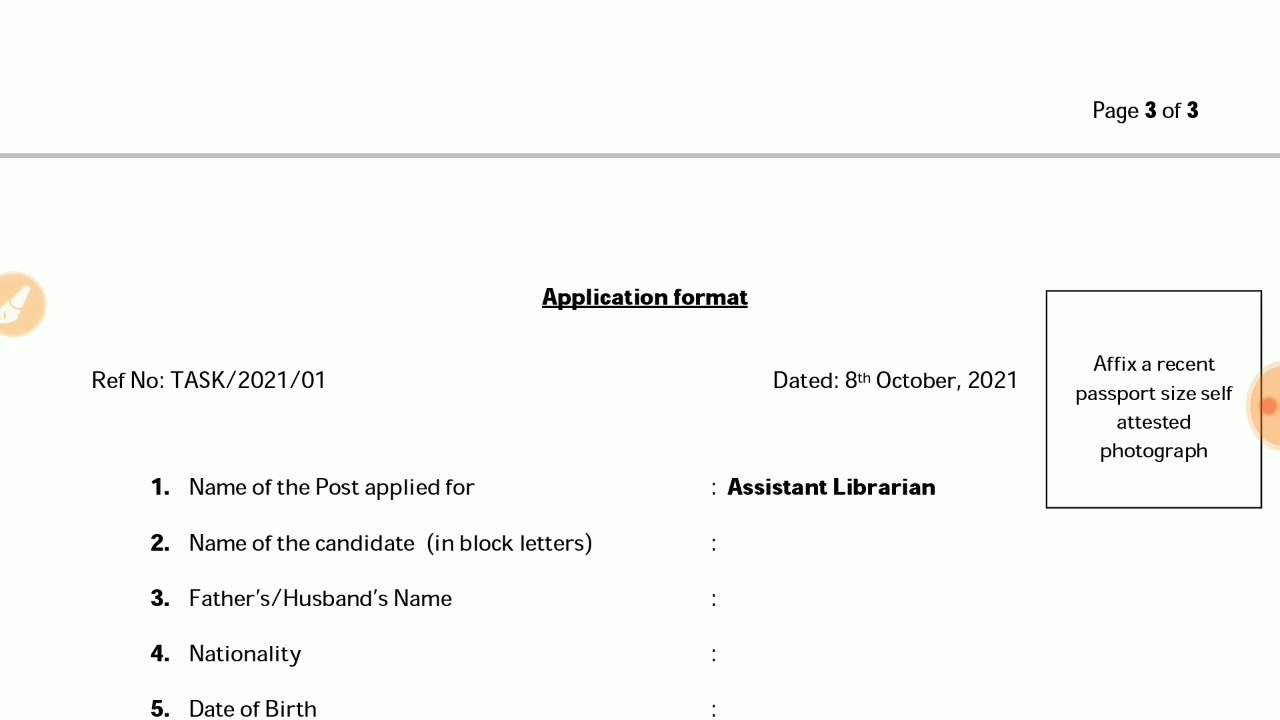 Page 3 of 3
Application format
Ref No: TASK/2021/01 Dated: 8th October, 2021
Affix a recent
passport size self
attested
photograph
1. Name of the Post applied for : Assistant Librarian
2. Name of the candidate (in block letters) :
3. Father's/Husband's Name :
4. Nationality :
5. Date of Birth :